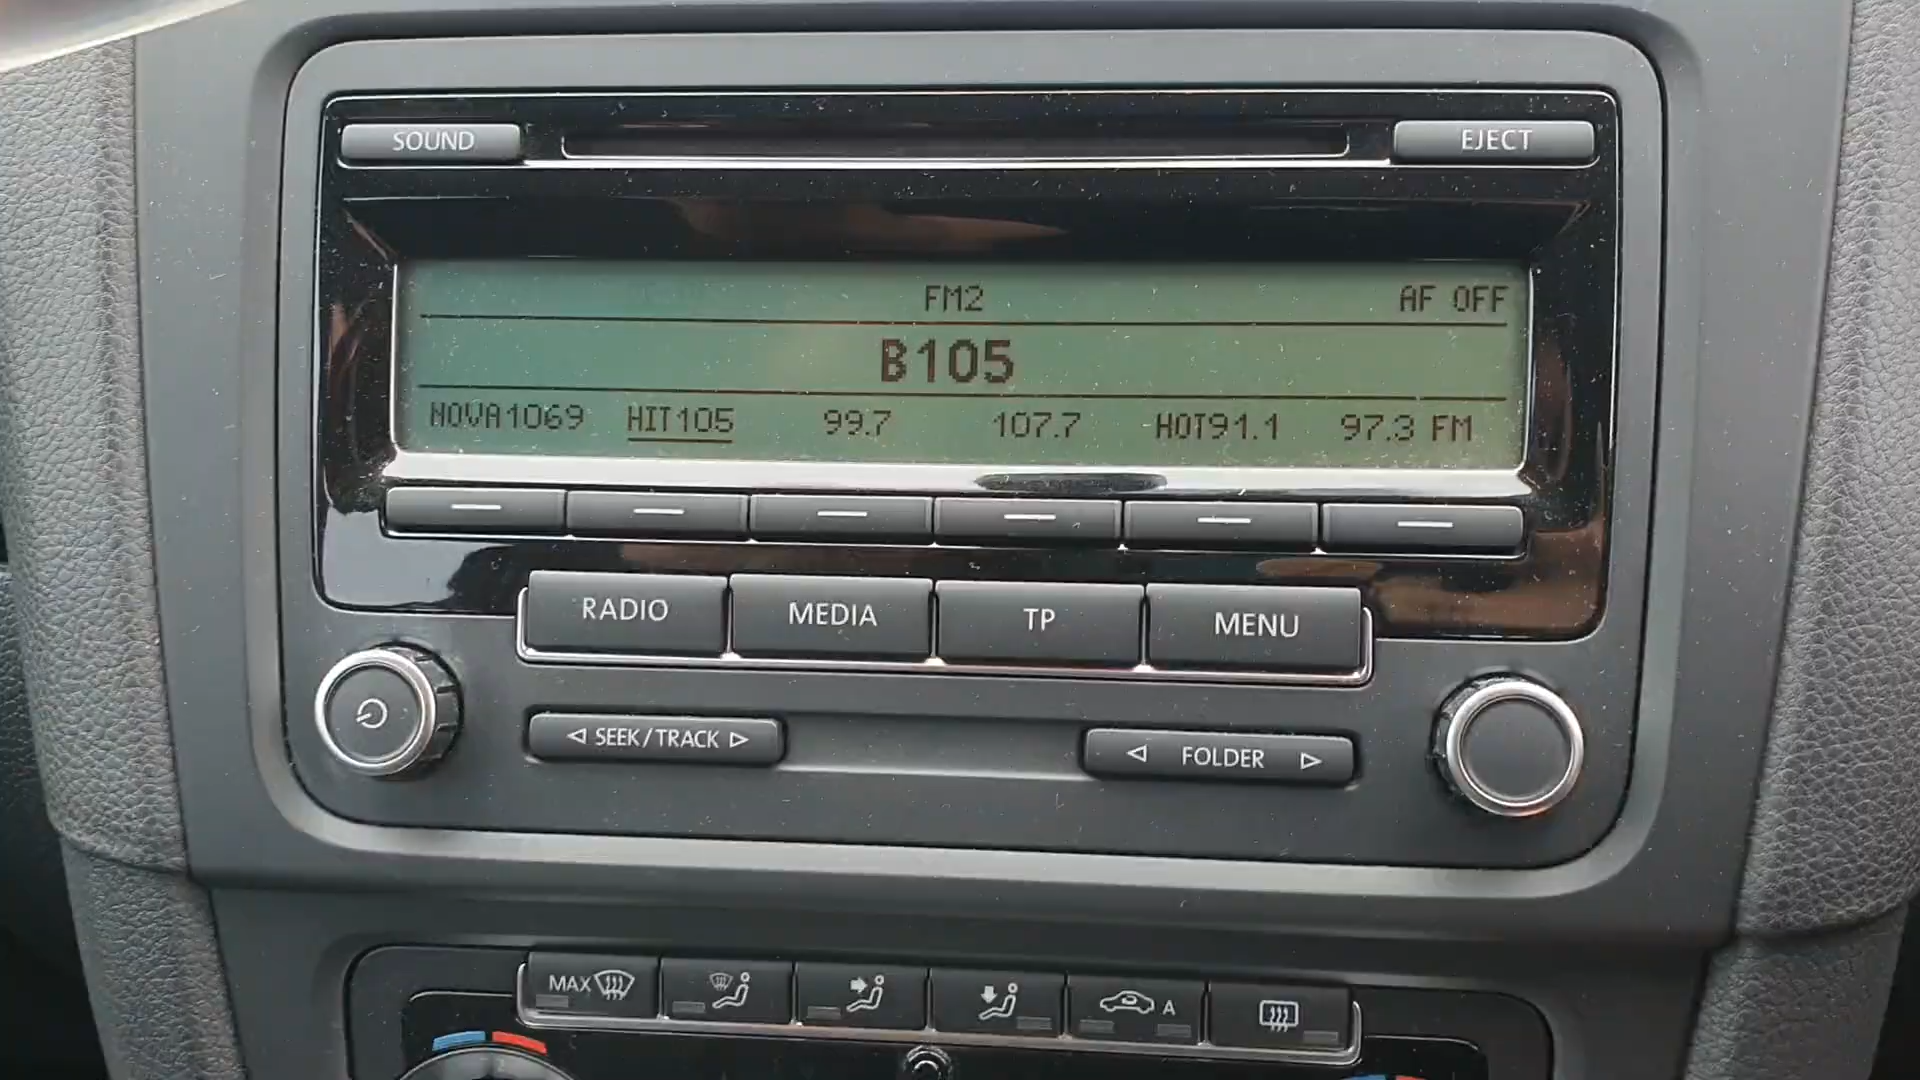 SOUND
EJECT
FM2 AF OFF
B105
NOVA1069 HIT105 99.7 107.7 HOT91.1 97.3 FM
RADIO MEDIA TP MENU
SEEK/TRACK FOLDER
MAX A